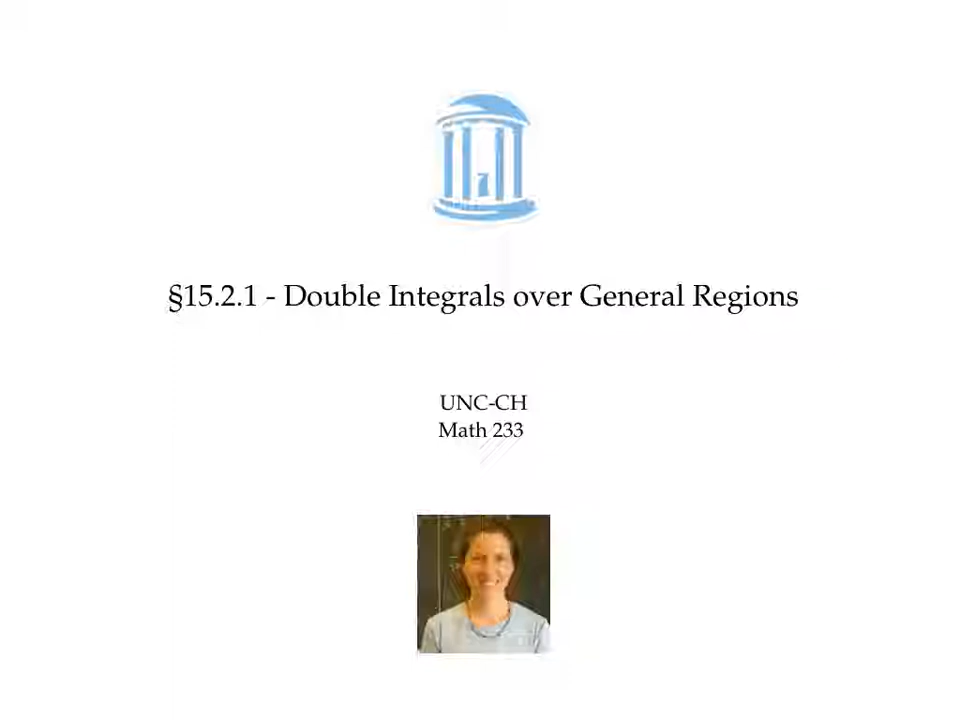 §15.2.1 - Double Integrals over General Regions
UNC-CH
Math 233